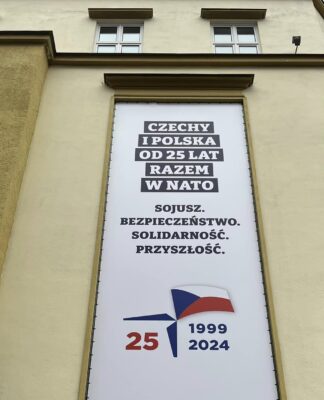 CZECHY
I POLSKA
OD 25 LAT
RAZEM
W NATO
SOJUSZ.
BEZPIECZEŃSTWO.
SOLIDARNOŚĆ.
PRZYSZŁOŚĆ.
25 1999
2024